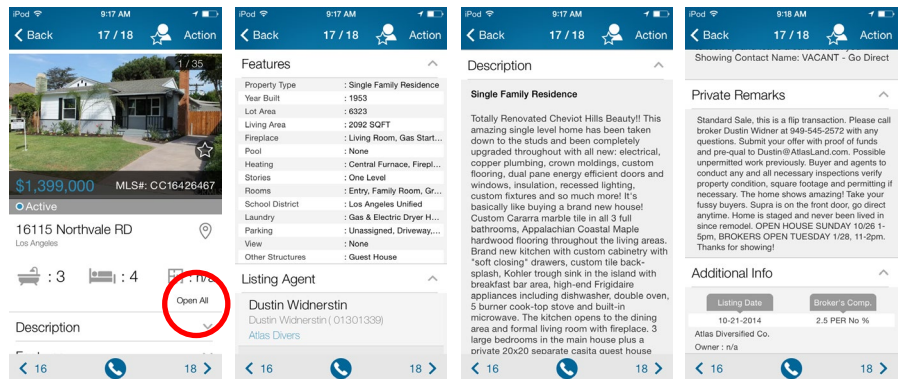 iPod 9:17 AM
Back 17 / 18 Action
1 / 35
$1,399,000 MLS#: CC16426467
Active
16115 Northvale RD
Los Angeles
: 3 : 4 : n/a
Open All
Description
16 18
iPod 9:17 AM
Back 17 / 18 Action
Features
Property Type : Single Family Residence
Year Built : 1953
Lot Area : 6323
Living Area : 2092 SQFT
Fireplace : Living Room, Gas Start...
Pool : None
Heating : Central Furnace, Firepl...
Stories : One Level
Rooms : Entry, Family Room, Gr...
School District : Los Angeles Unified
Laundry : Gas & Electric Dryer H...
Parking : Unassigned, Driveway,...
View : None
Other Structures : Guest House
Listing Agent
Dustin Widnerstin
Dustin Widnerstin ( 01301339)
Atlas Divers
16 18
iPod 9:17 AM
Back 17 / 18 Action
Description
Single Family Residence
Totally Renovated Cheviot Hills Beauty!! This
amazing single level home has been taken
down to the studs and been completely
upgraded throughout with all new: electrical,
copper plumbing, crown moldings, custom
flooring, dual pane energy efficient doors and
windows, insulation, recessed lighting,
custom fixtures and so much more! It's
basically like buying a brand new house!
Custom Cararra marble tile in all 3 full
bathrooms, Appalachian Coastal Maple
hardwood flooring throughout the living areas.
Brand new kitchen with custom cabinetry with
"soft closing" drawers, custom tile back-
splash, Kohler trough sink in the island with
breakfast bar area, high-end Frigidaire
appliances including dishwasher, double oven,
5 burner cook-top stove and built-in
microwave. The kitchen opens to the dining
area and formal living room with fireplace. 3
large bedrooms in the main house plus a
private 20x20 separate casita guest house
16 18
iPod 9:18 AM
Back 17 / 18 Action
Showing Contact Name: VACANT - Go Direct
Private Remarks
Standard Sale, this is a flip transaction. Please call
broker Dustin Widner at 949-545-2572 with any
questions. Submit your offer with proof of funds
and pre-qual to Dustin@AtlasLand.com. Possible
unpermitted work previously. Buyer and agents to
conduct any and all necessary inspections verify
property condition, square footage and permitting if
necessary. The home shows amazing! Take your
fussy buyers. Supra is on the front door, go direct
anytime. Home is staged and never been lived in
since remodel. OPEN HOUSE SUNDAY 10/26 1-
5pm, BROKERS OPEN TUESDAY 1/28, 11-2pm.
Thanks for showing!
Additional Info
Listing Date Broker's Comp.
10-21-2014 2.5 PER No %
Atlas Diversified Co.
Owner : n/a
16 18